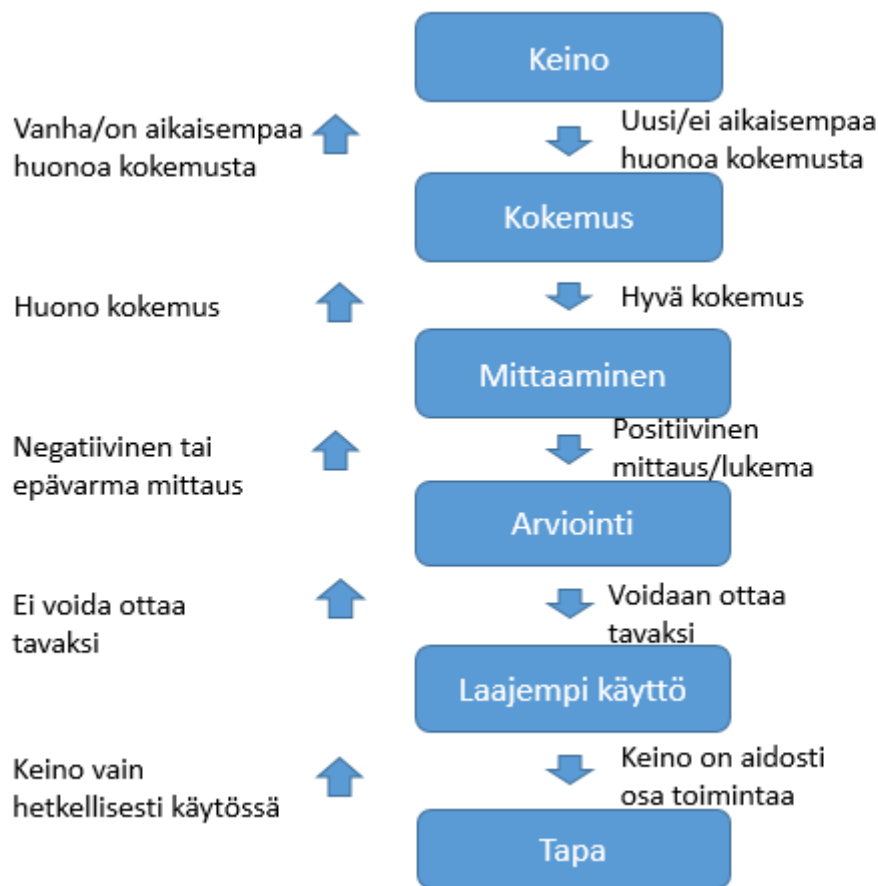 Keino
Vanha/on aikaisempaa
huonoa kokemusta
Uusi/ei aikaisempaa
huonoa kokemusta
Kokemus
Huono kokemus
Hyvä kokemus
Mittaaminen
Negatiivinen tai
epävarma mittaus
Positiivinen
mittaus/lukema
Arviointi
Ei voida ottaa
tavaksi
Voidaan ottaa
tavaksi
Laajempi käyttö
Keino vain
hetkellisesti käytössä
Keino on aidosti
osa toimintaa
Tapa